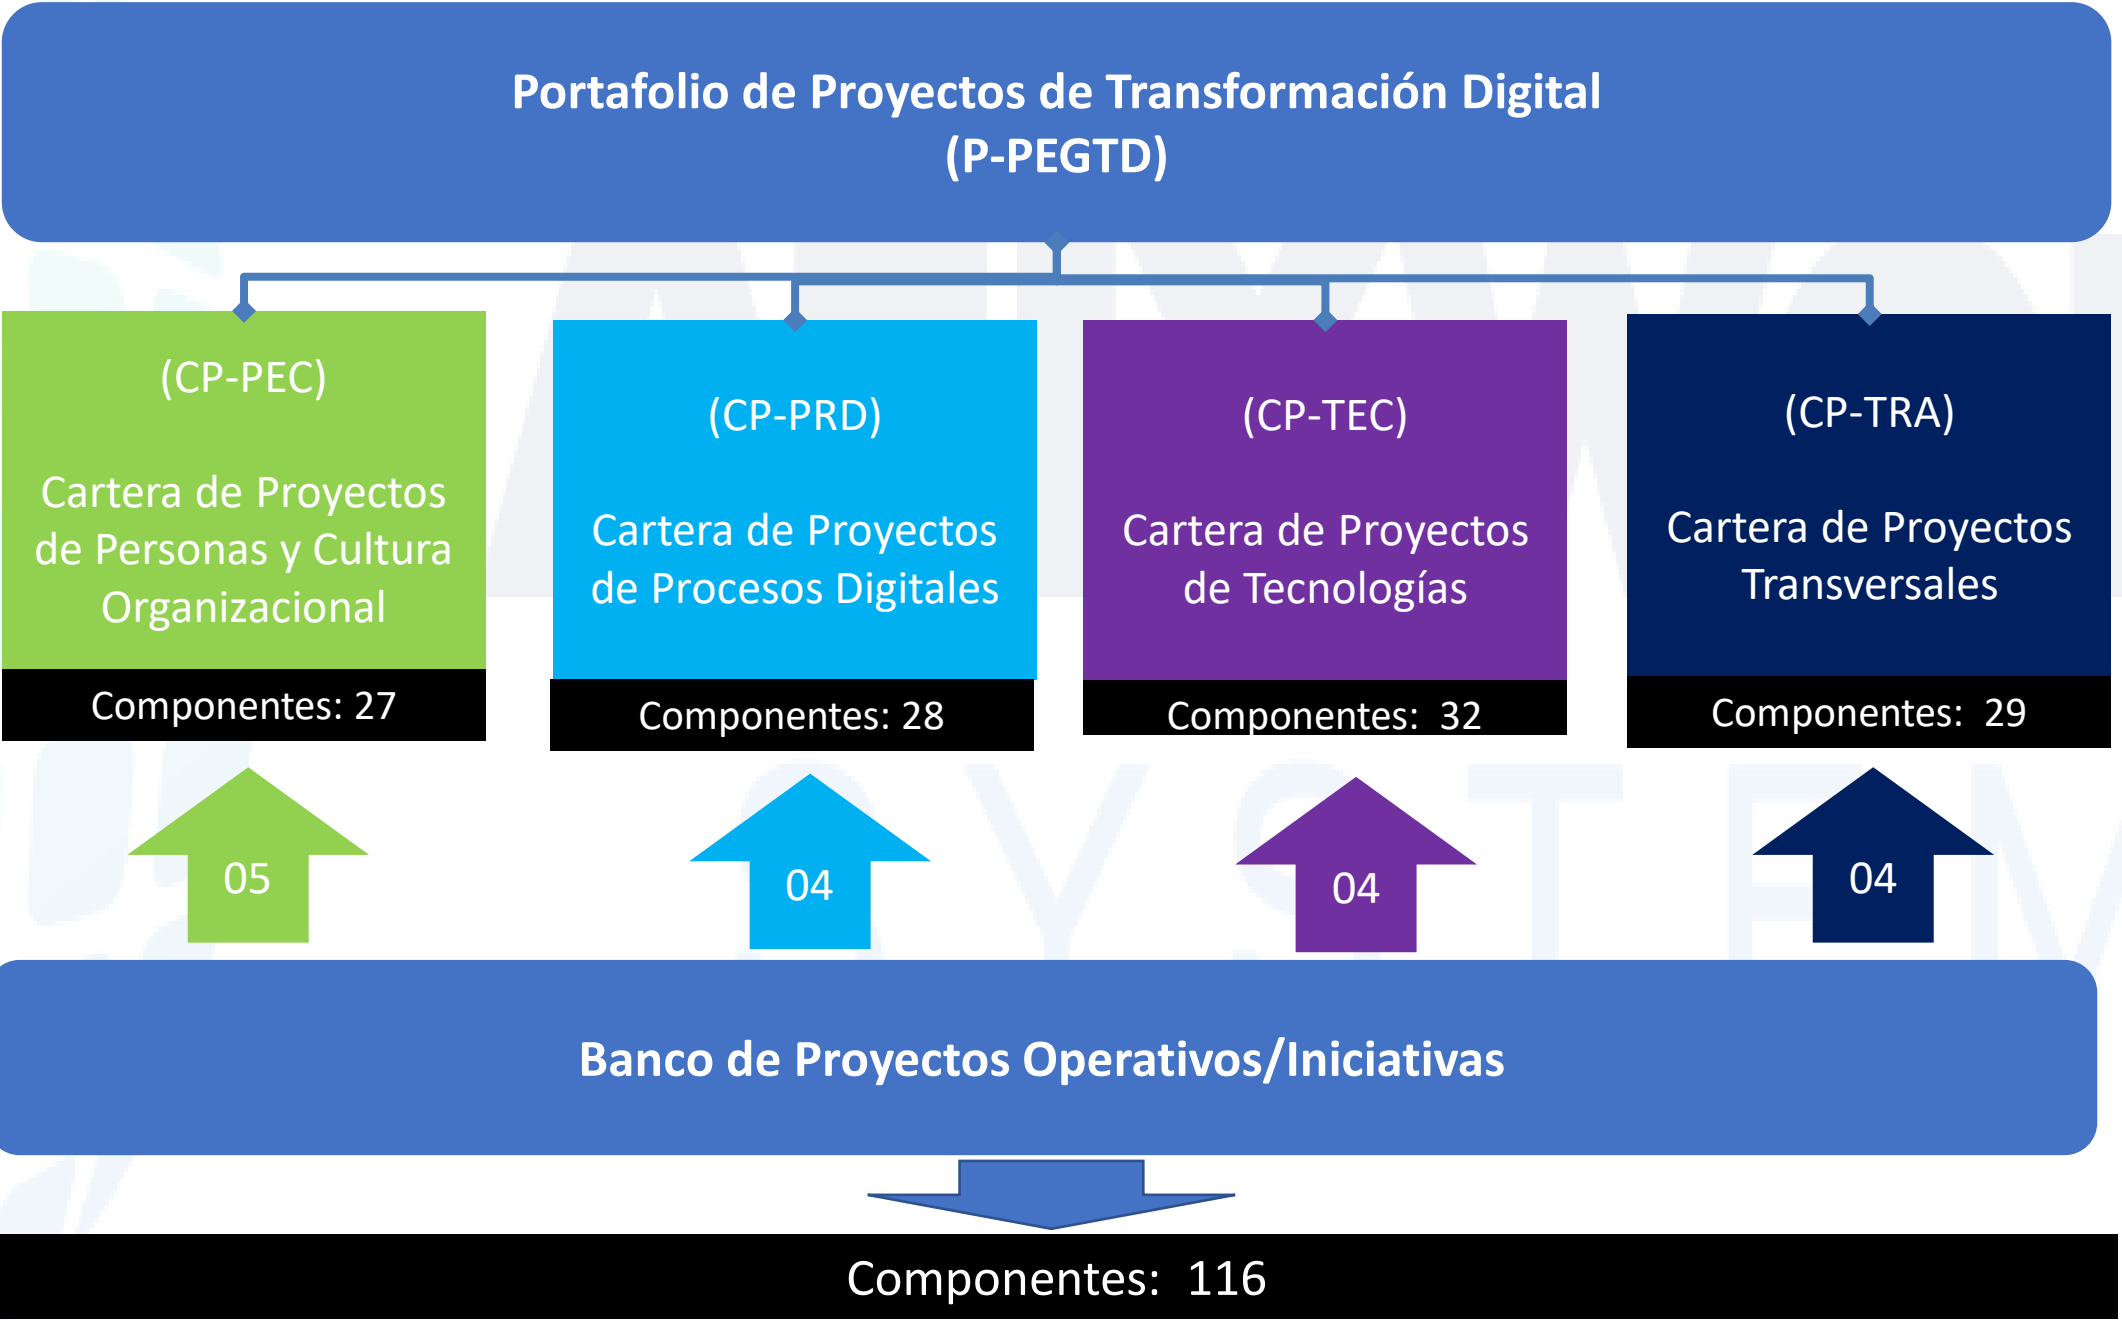 Portafolio de Proyectos de Transformación Digital
(P-PEGTD)
(CP-PEC)
Cartera de Proyectos
de Personas y Cultura
Organizacional
Componentes: 27
(CP-PRD)
Cartera de Proyectos
de Procesos Digitales
Componentes: 28
(CP-TEC)
Cartera de Proyectos
de Tecnologías
Componentes: 32
(CP-TRA)
Cartera de Proyectos
Transversales
Componentes: 29
05
04
04
04
Banco de Proyectos Operativos/Iniciativas
Componentes: 116